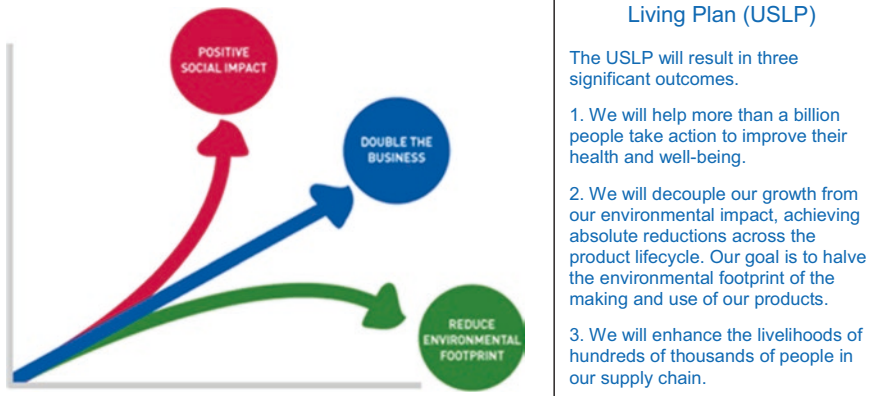 POSITIVE
SOCIAL IMPACT
DOUBLE THE
BUSINESS
REDUCE
ENVIRONMENTAL
FOOTPRINT
Living Plan (USLP)
The USLP will result in three
significant outcomes.
1. We will help more than a billion
people take action to improve their
health and well-being.
2. We will decouple our growth from
our environmental impact, achieving
absolute reductions across the
product lifecycle. Our goal is to halve
the environmental footprint of the
making and use of our products.
3. We will enhance the livelihoods of
hundreds of thousands of people in
our supply chain.